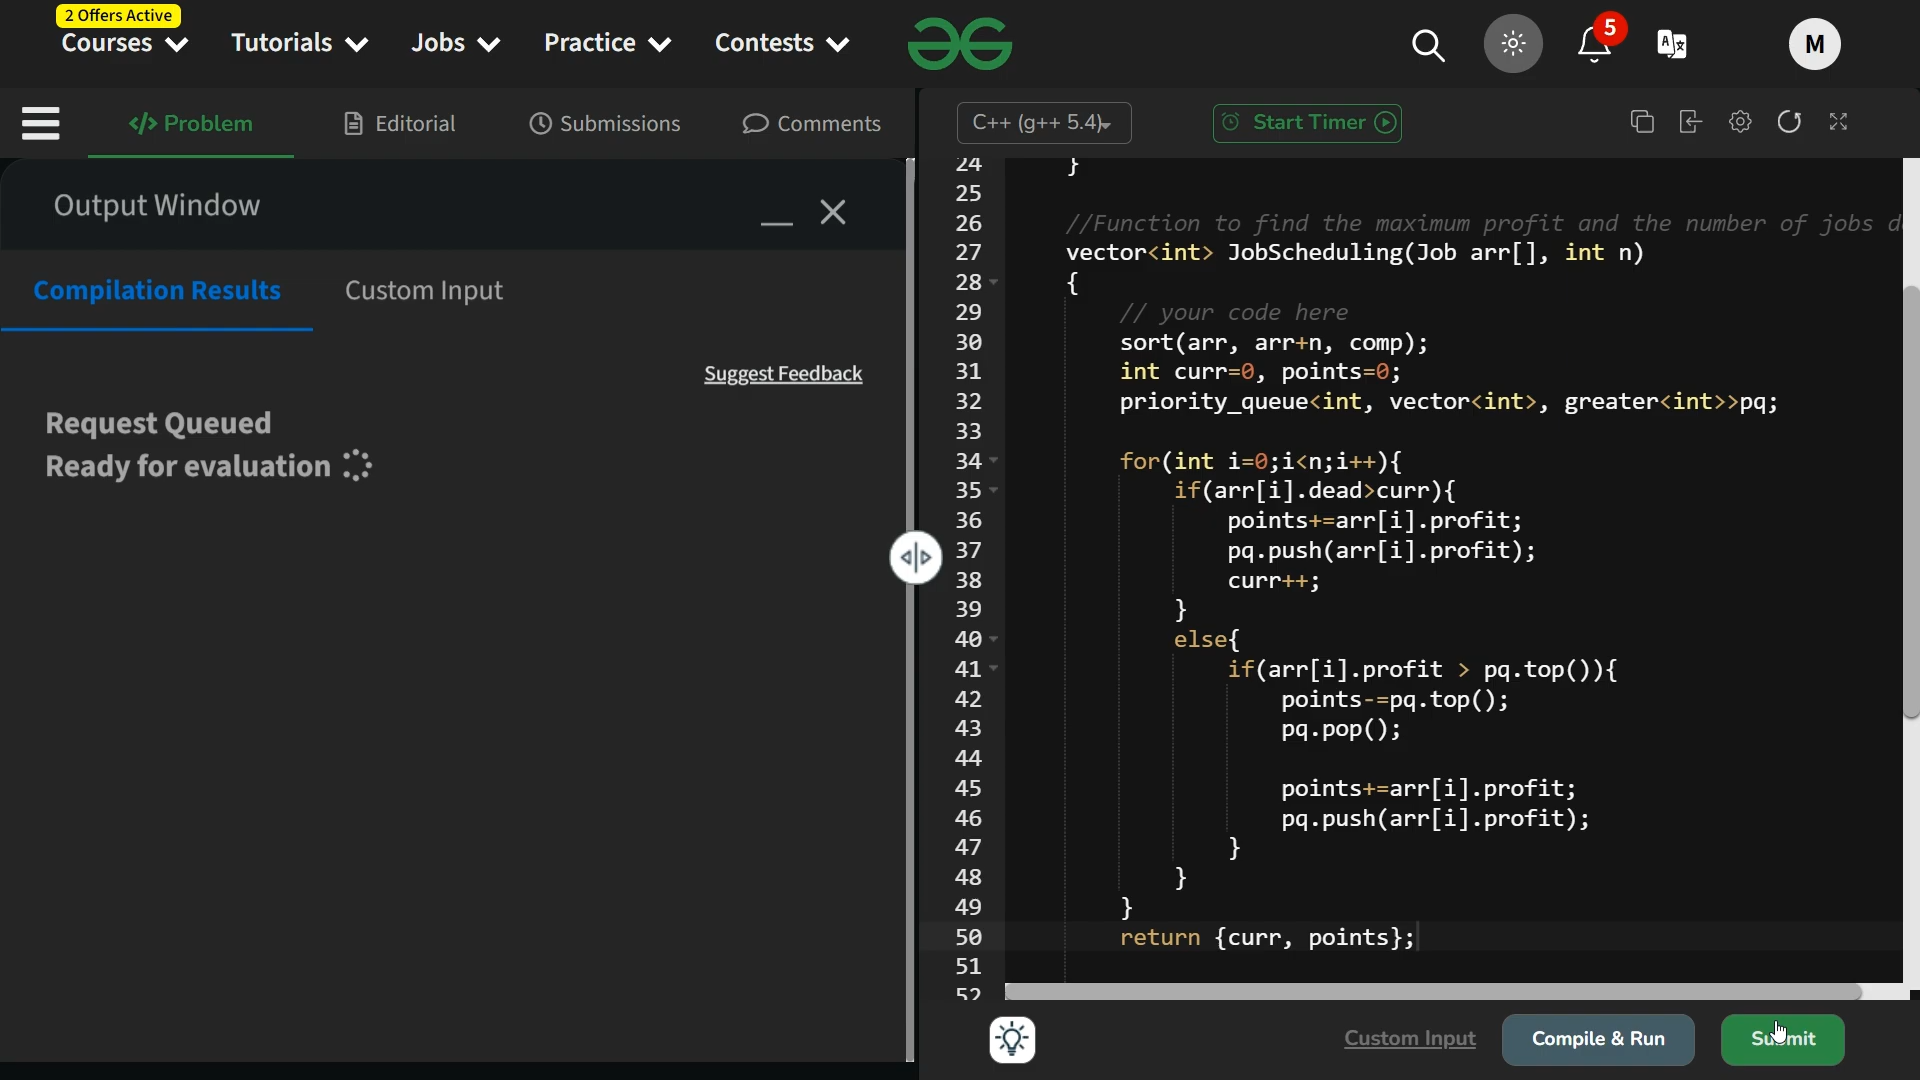 2 Offers Active
Courses Tutorials Jobs Practice Contests
5
M
</> Problem Editorial Submissions Comments
C++ (g++ 5.4)
Start Timer
Output Window
Compilation Results Custom Input
Suggest Feedback
Request Queued
Ready for evaluation
24 }
25
26 //Function to find the maximum profit and the number of jobs d
27 vector<int> JobScheduling(Job arr[], int n)
28 {
29 // your code here
30 sort(arr, arr+n, comp);
31 int curr=0, points=0;
32 priority_queue<int, vector<int>, greater<int>>pq;
33
34 for(int i=0;i<n;i++){
35 if(arr[i].dead>curr){
36 points+=arr[i].profit;
37 pq.push(arr[i].profit);
38 curr++;
39 }
40 else{
41 if(arr[i].profit > pq.top()){
42 points-=pq.top();
43 pq.pop();
44
45 points+=arr[i].profit;
46 pq.push(arr[i].profit);
47 }
48 }
49 }
50 return {curr, points};
51
52
Custom Input Compile & Run Submit